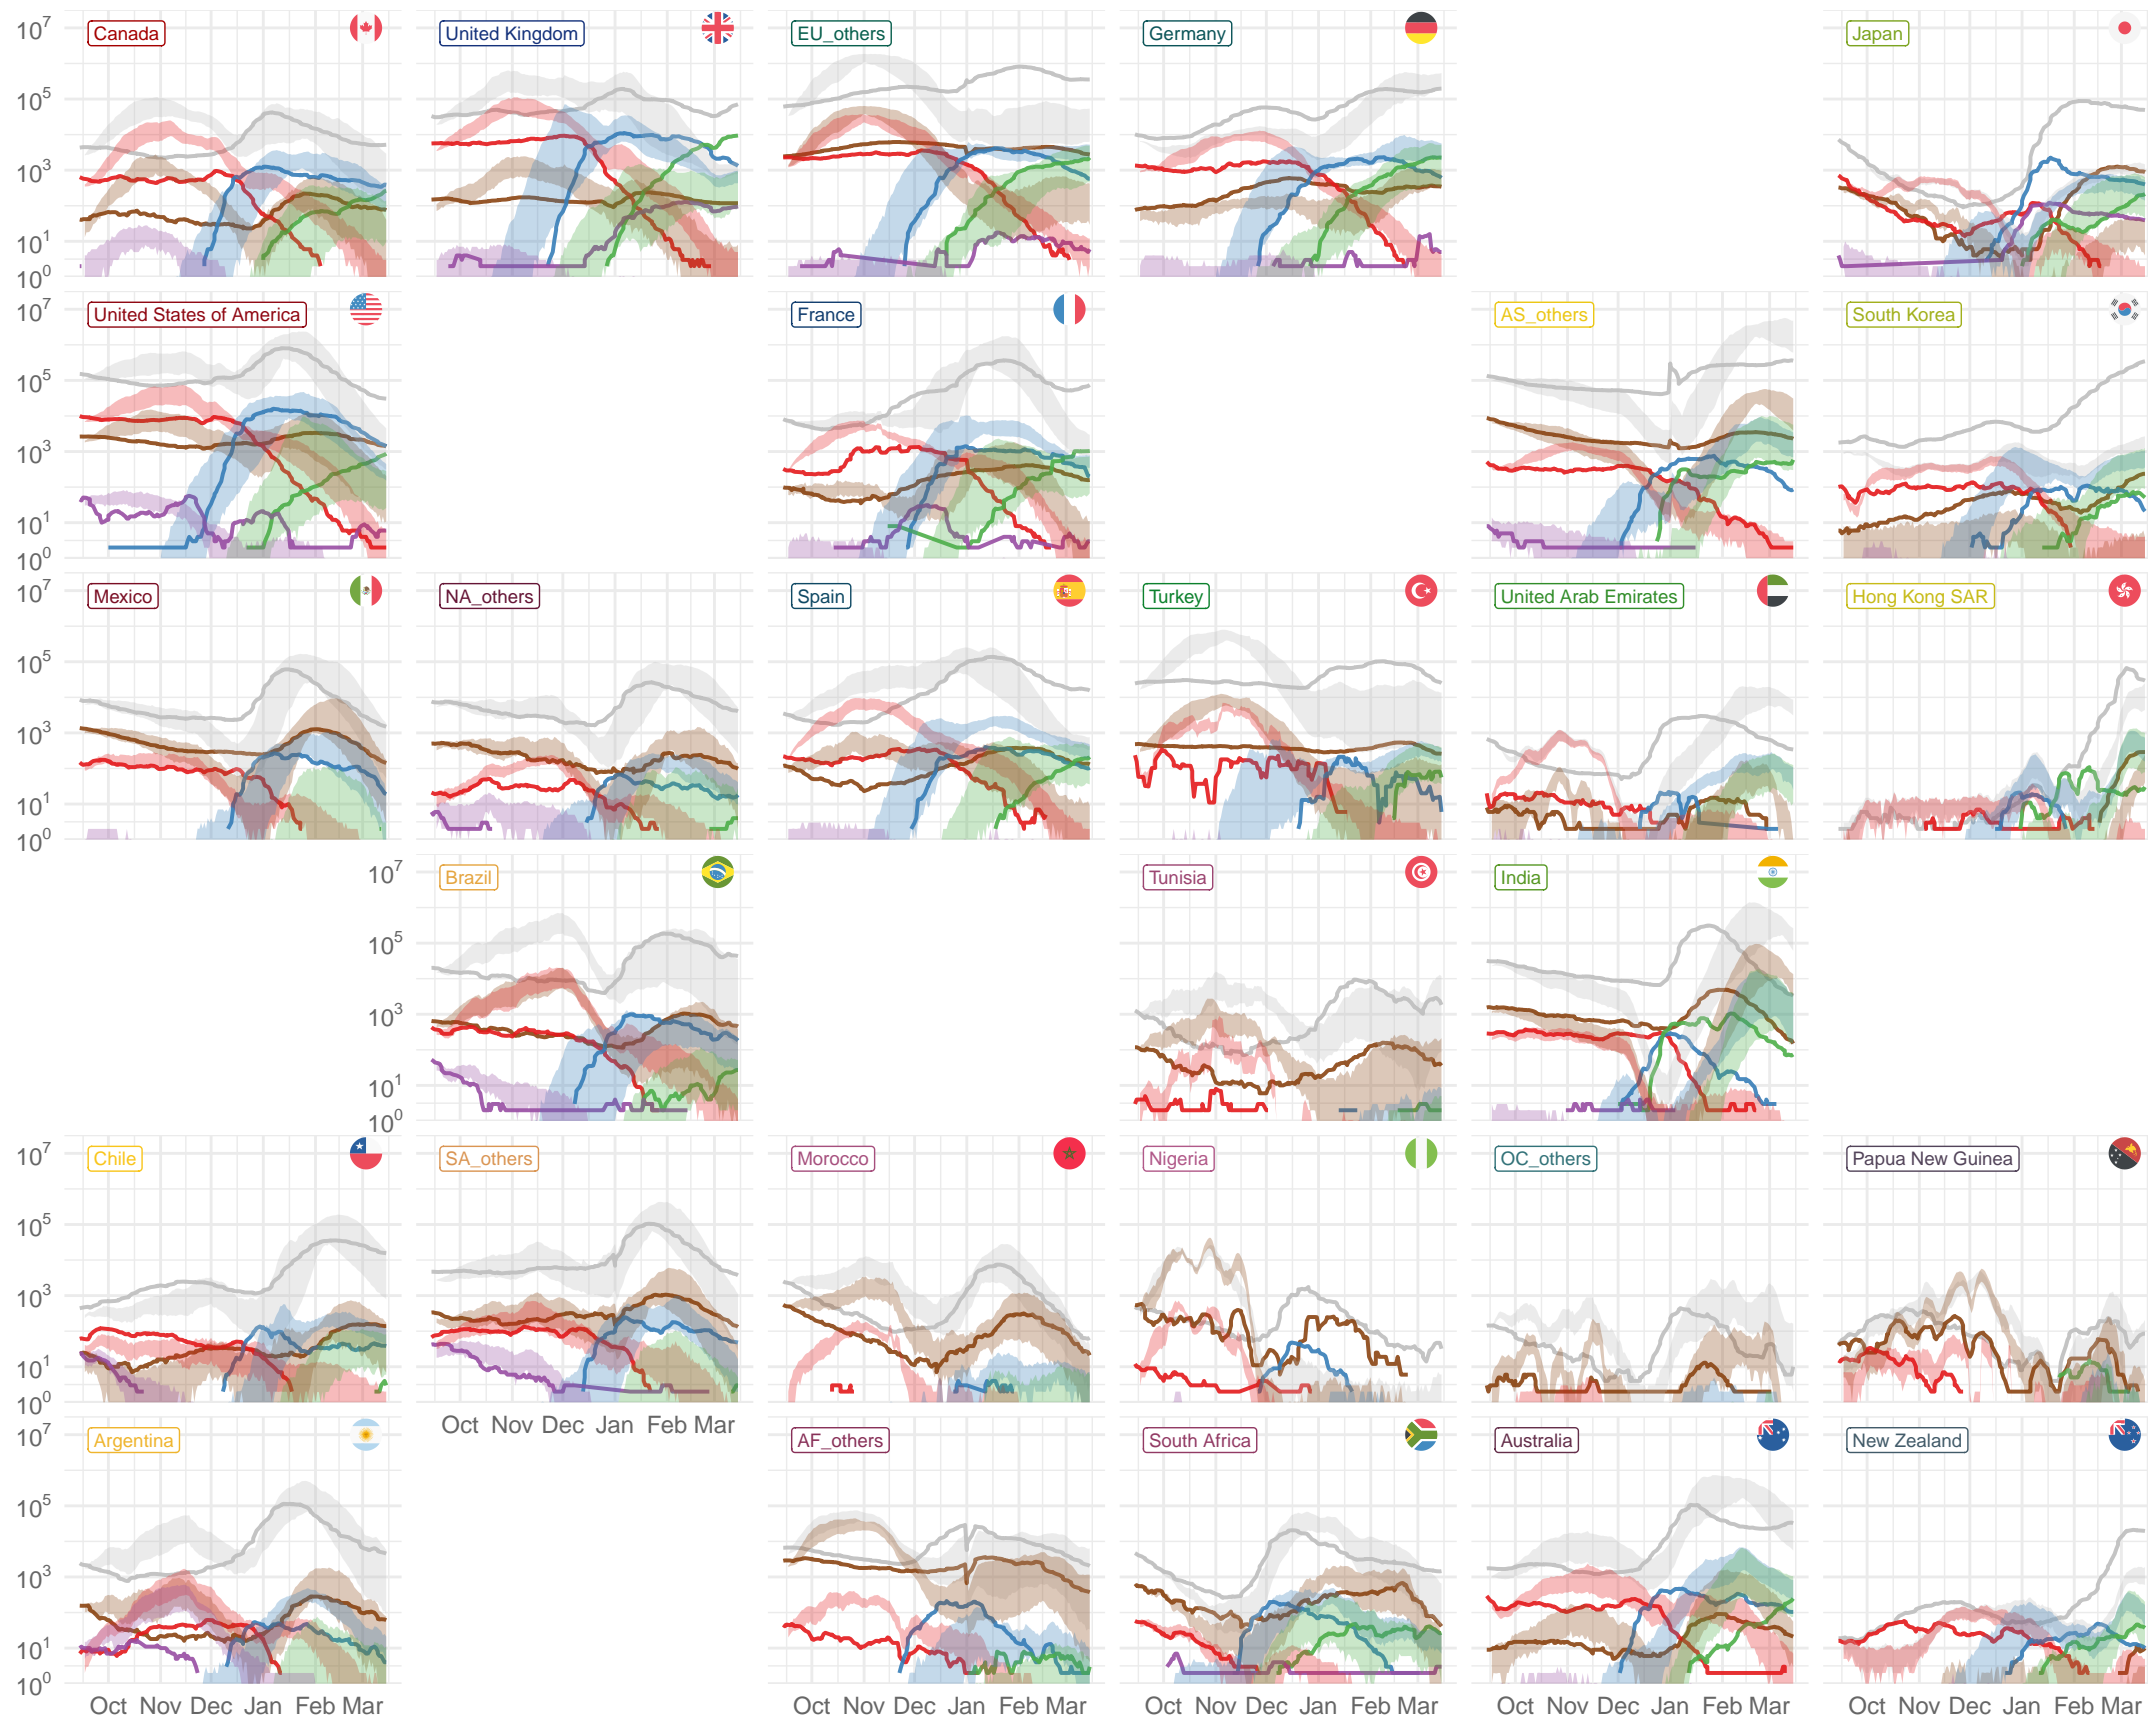 Canada
United Kingdom
EU_others
Germany
Japan
10^7
10^5
10^3
10^1
10^0
United States of America
France
AS_others
South Korea
10^7
10^5
10^3
10^1
10^0
Mexico
NA_others
Spain
Turkey
United Arab Emirates
Hong Kong SAR
10^7
10^5
10^3
10^1
10^0
Brazil
Tunisia
India
10^7
10^5
10^3
10^1
10^0
Chile
SA_others
Morocco
Nigeria
OC_others
Papua New Guinea
10^7
10^5
10^3
10^1
10^0
Oct Nov Dec Jan Feb Mar
Argentina
AF_others
South Africa
Australia
New Zealand
10^7
10^5
10^3
10^1
10^0
Oct Nov Dec Jan Feb Mar
Oct Nov Dec Jan Feb Mar
Oct Nov Dec Jan Feb Mar
Oct Nov Dec Jan Feb Mar
Oct Nov Dec Jan Feb Mar